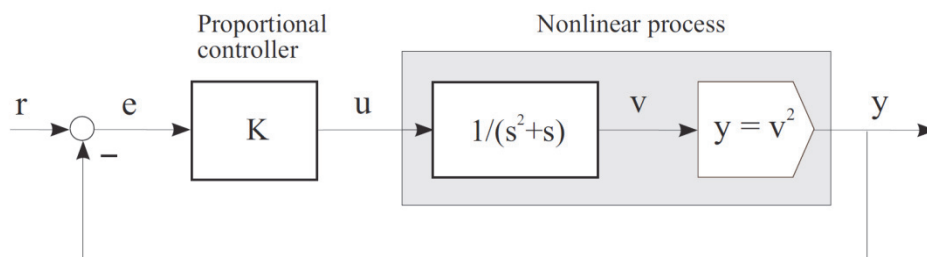 Proportional
controller
Nonlinear process
r
e
K
u
1/(s²+s)
v
y = v²
y
−